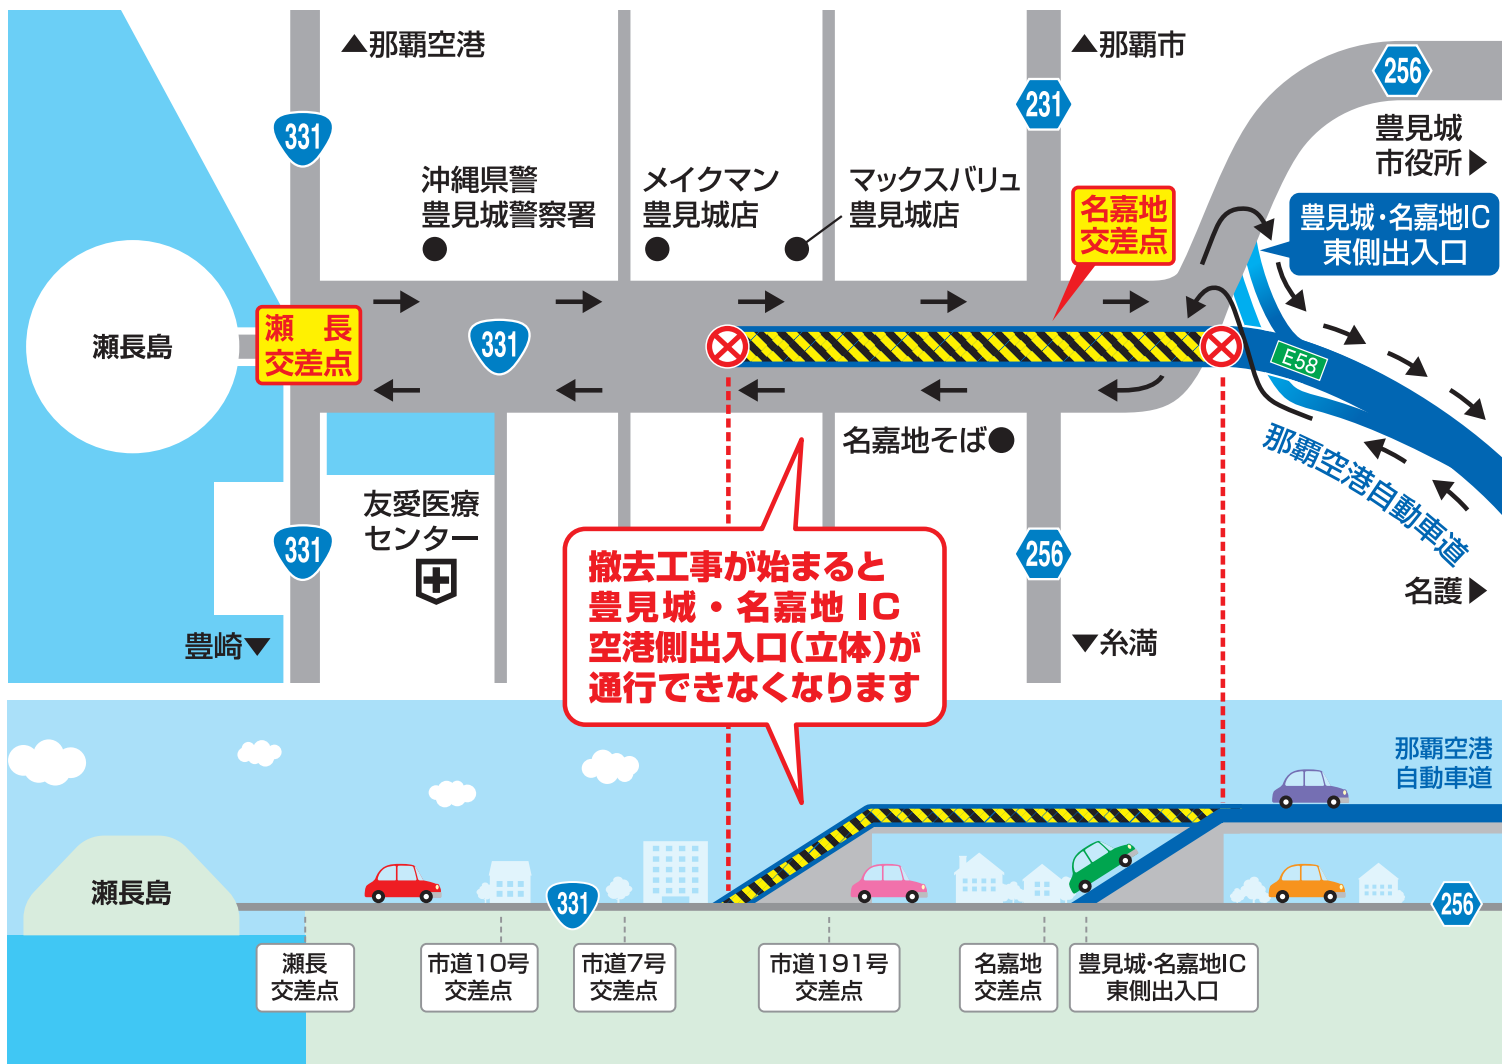 ▲那覇空港
▲那覇市
256
331
231
豊見城
市役所▶
沖縄県警
豊見城警察署
メイクマン
豊見城店
マックスバリュ
豊見城店
名嘉地
交差点
豊見城・名嘉地IC
東側出入口
瀬長島
瀬 長
交差点
331
E58
名嘉地そば
那覇空港自動車道
友愛医療
センター
331
256
名護▶
豊崎▼
▼糸満
撤去工事が始まると
豊見城・名嘉地 IC
空港側出入口(立体)が
通行できなくなります
那覇空港
自動車道
瀬長島
331
256
瀬長
交差点
市道10号
交差点
市道7号
交差点
市道191号
交差点
名嘉地
交差点
豊見城・名嘉地IC
東側出入口